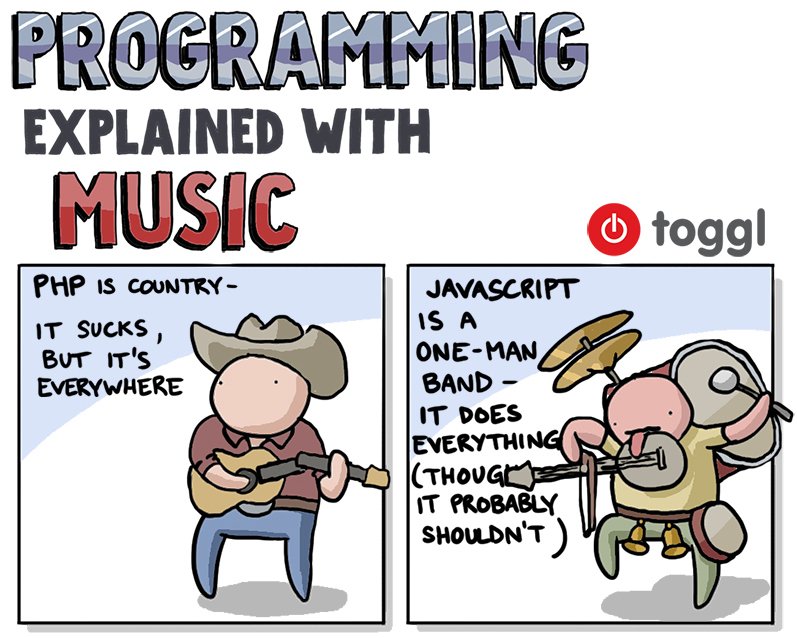 PROGRAMMING
EXPLAINED WITH
MUSIC
toggl
PHP IS COUNTRY-
IT SUCKS,
BUT IT'S
EVERYWHERE
JAVASCRIPT
IS A
ONE-MAN
BAND-
IT DOES
EVERYTHING
(THOUG
IT PROBABLY
SHOULDN'T)